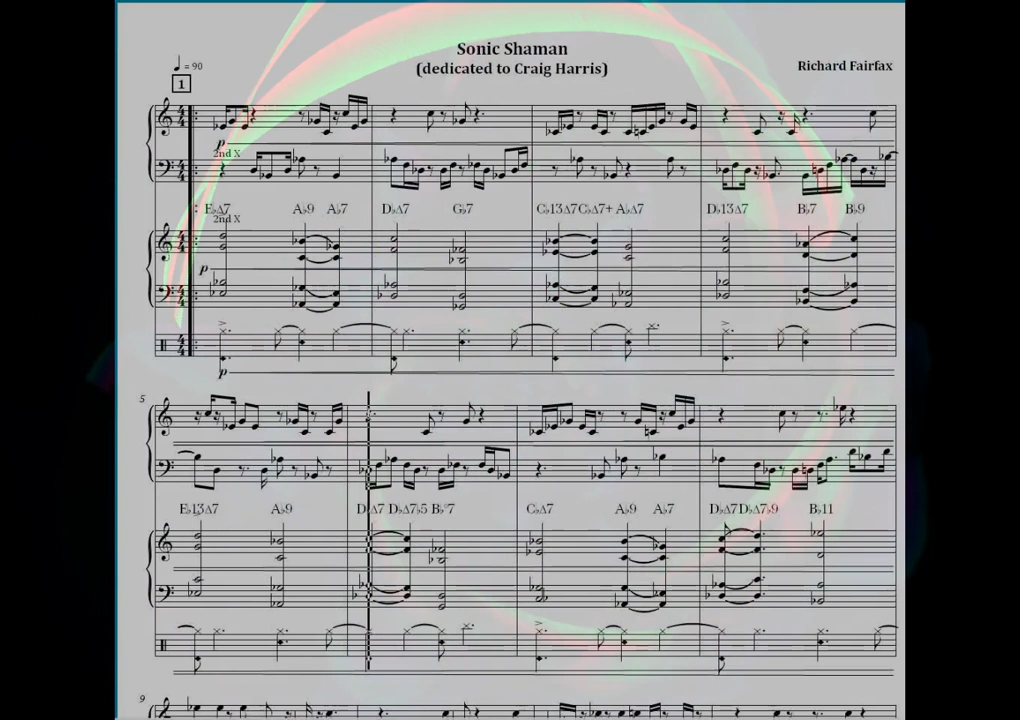 Sonic Shaman
(dedicated to Craig Harris)
Richard Fairfax
♩ = 90
1
p
2nd X
E♭Δ7 A♭9 A♭7 D♭Δ7 G♭7 C♭13Δ7 C♭Δ7+ A♭Δ7 D♭13Δ7 B♭7 B♭9
2nd X
p
p
5
E♭13Δ7 A♭9 D♭Δ7 D♭Δ7♭5 B♭7 C♭Δ7 A♭9 A♭7 D♭Δ7 D♭Δ7♭9 B♭11
9